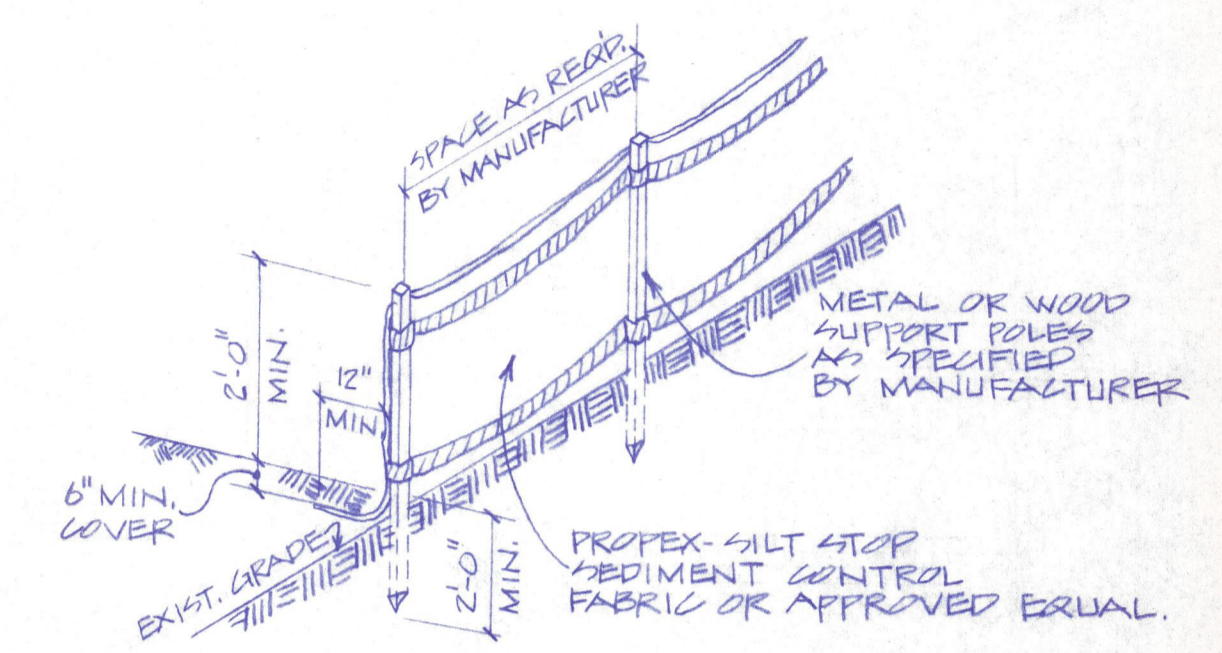 SPACE AS REQ'D.
BY MANUFACTURER
2'-0"
MIN.
12"
MIN
6" MIN.
COVER
EXIST. GRADE
2'-0"
MIN.
METAL OR WOOD
SUPPORT POLES
AS SPECIFIED
BY MANUFACTURER
PROPEX-SILT STOP
SEDIMENT CONTROL
FABRIC OR APPROVED EQUAL.